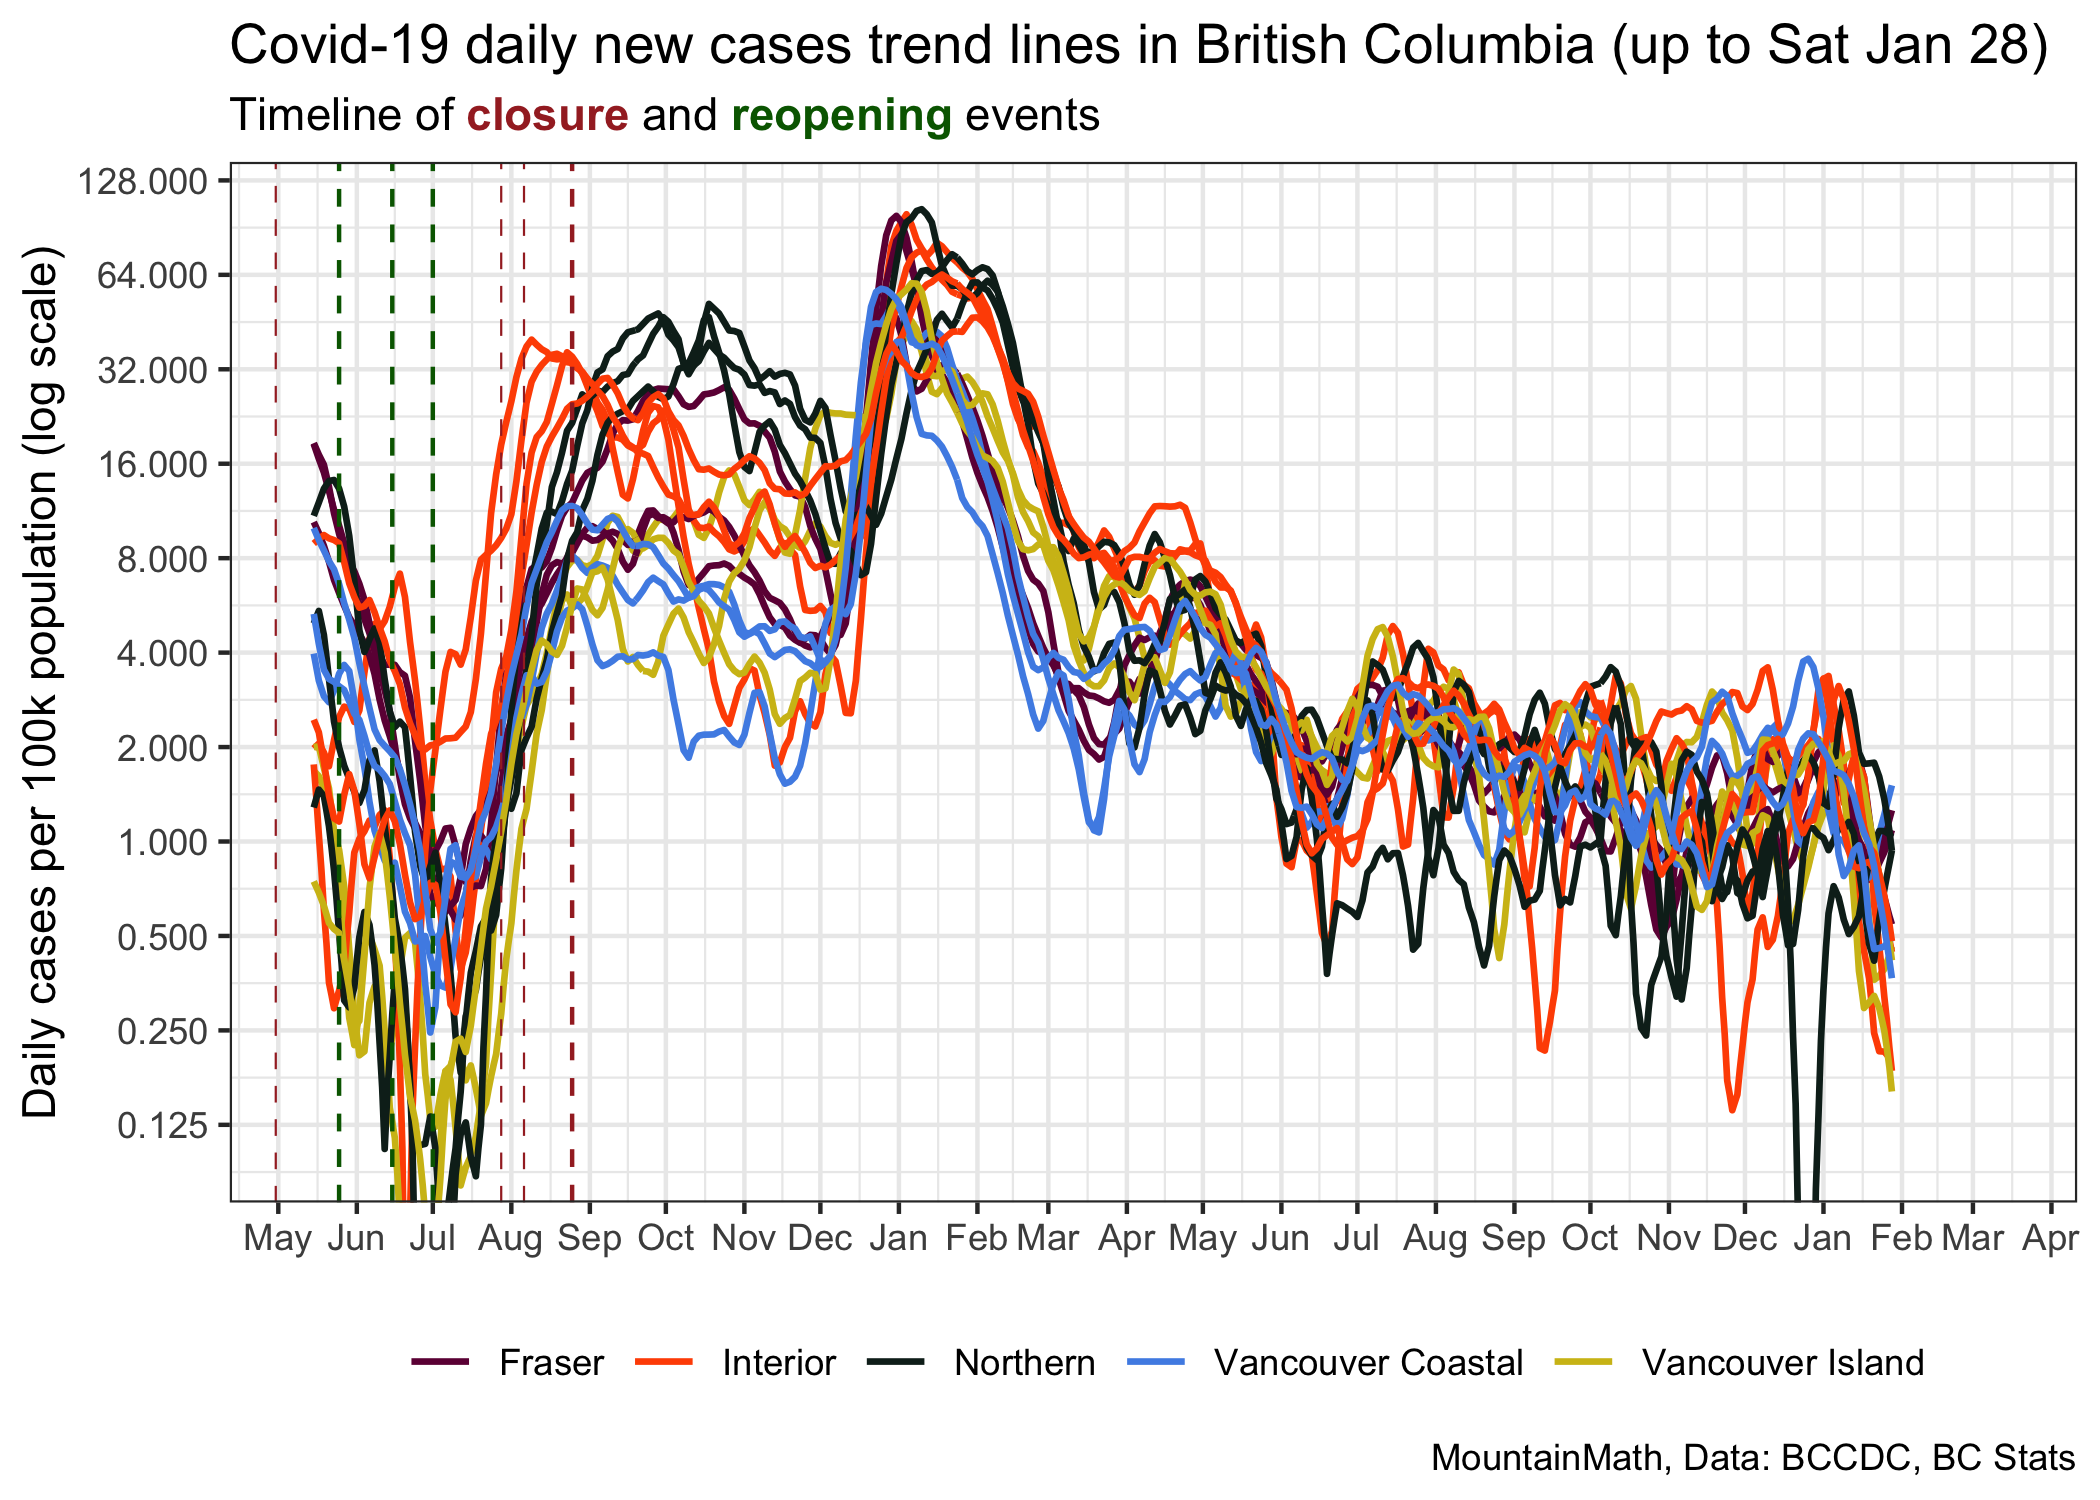 Covid-19 daily new cases trend lines in British Columbia (up to Sat Jan 28)
Timeline of closure and reopening events
Daily cases per 100k population (log scale)
128.000
64.000
32.000
16.000
8.000
4.000
2.000
1.000
0.500
0.250
0.125
May Jun Jul Aug Sep Oct Nov Dec Jan Feb Mar Apr May Jun Jul Aug Sep Oct Nov Dec Jan Feb Mar Apr
Fraser Interior Northern Vancouver Coastal Vancouver Island
MountainMath, Data: BCCDC, BC Stats